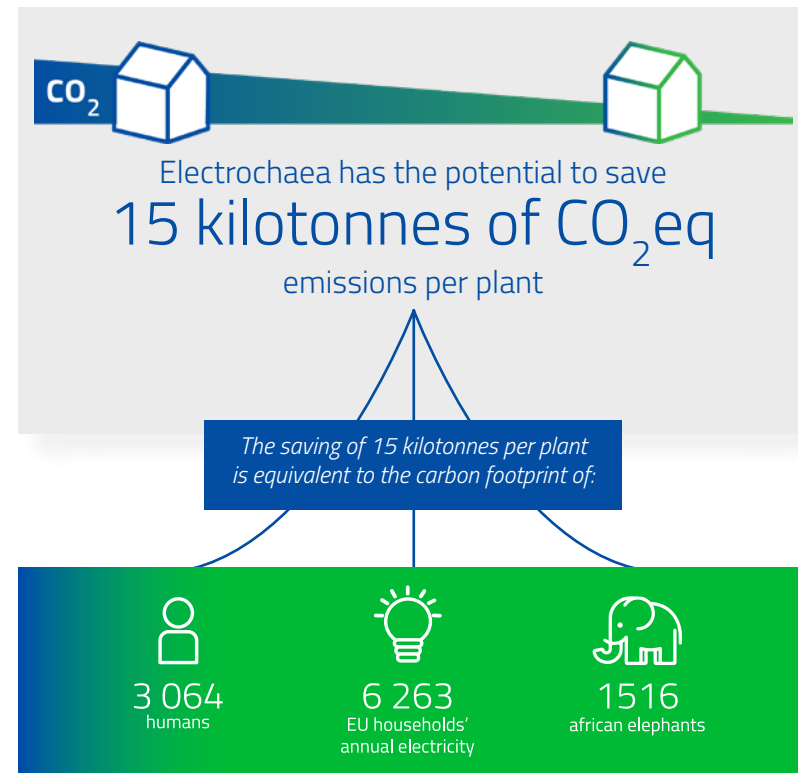 CO₂
Electrochaea has the potential to save
15 kilotonnes of CO₂eq
emissions per plant
The saving of 15 kilotonnes per plant
is equivalent to the carbon footprint of:
3 064
humans
6 263
EU households’
annual electricity
1516
african elephants